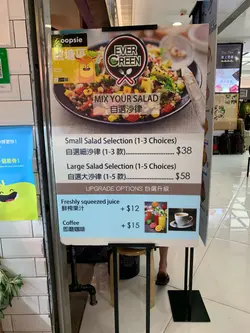 oopsie
EVER
GREEN
MIX YOUR SALAD
自選沙律
Small Salad Selection (1-3 Choices)
自選細沙律 (1-3 款) $38
Large Salad Selection (1-5 Choices)
自選大沙律 (1-5 款) $58
UPGRADE OPTIONS 自選升級
Freshly squeezed juice
鮮榨果汁 + $12
Coffee
即磨咖啡 + $15